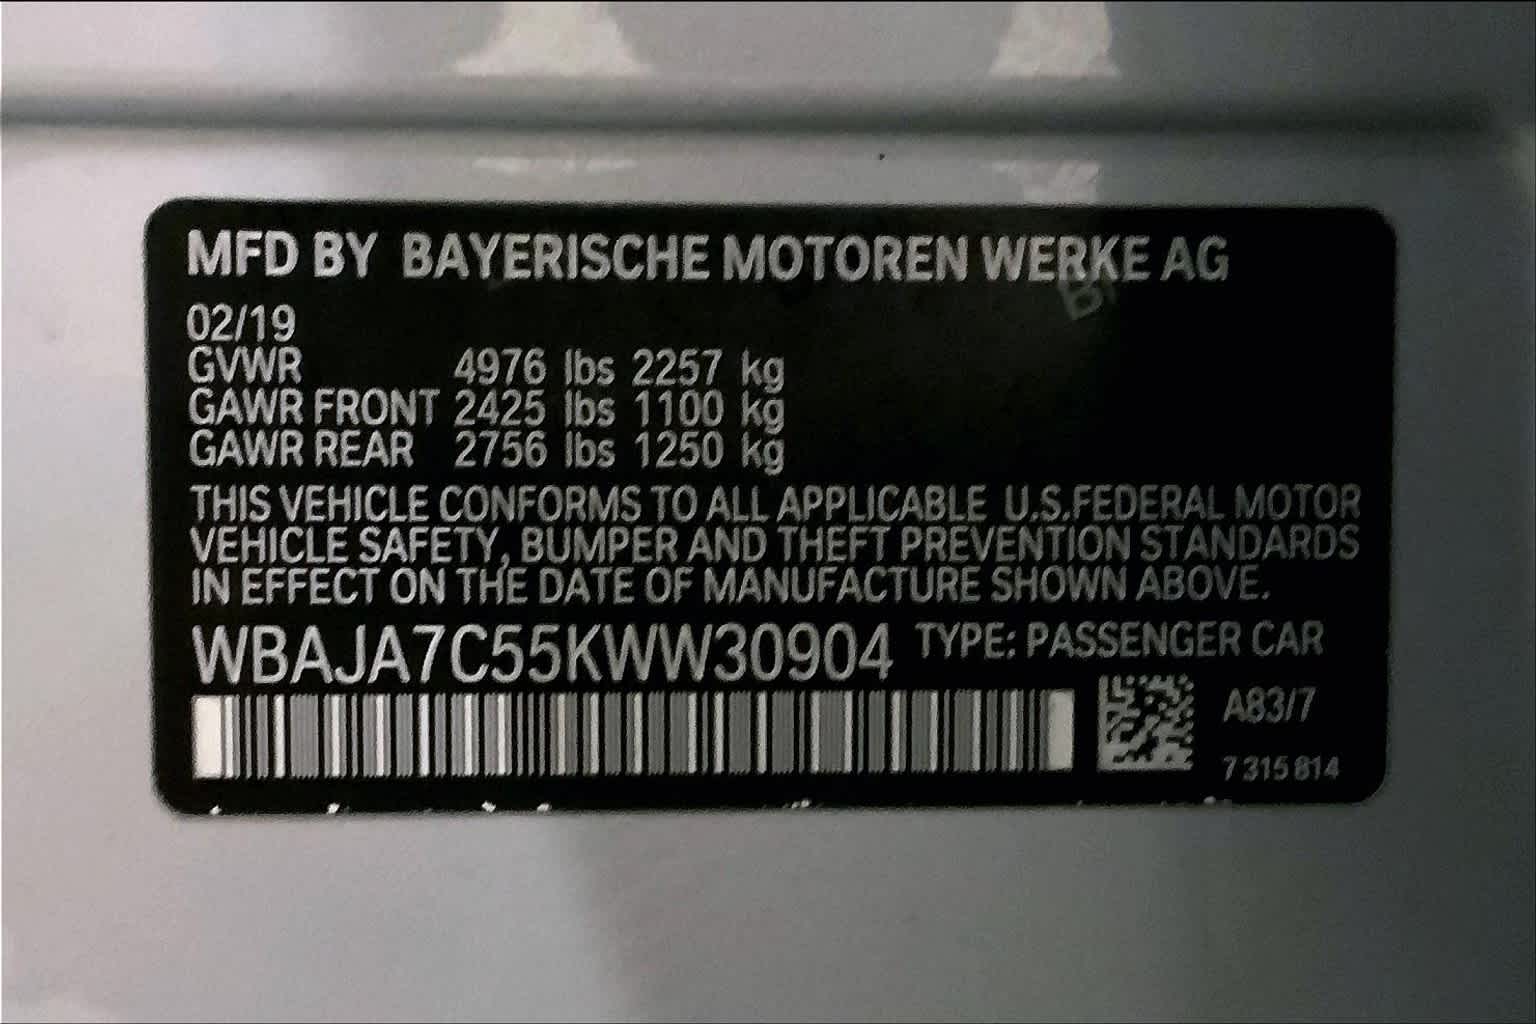 MFD BY BAYERISCHE MOTOREN WERKE AG
02/19
GVWR 4976 lbs 2257 kg
GAWR FRONT 2425 lbs 1100 kg
GAWR REAR 2756 lbs 1250 kg
THIS VEHICLE CONFORMS TO ALL APPLICABLE U.S.FEDERAL MOTOR
VEHICLE SAFETY, BUMPER AND THEFT PREVENTION STANDARDS
IN EFFECT ON THE DATE OF MANUFACTURE SHOWN ABOVE.
WBAJA7C55KWW30904 TYPE: PASSENGER CAR
A83/7
7 315 814